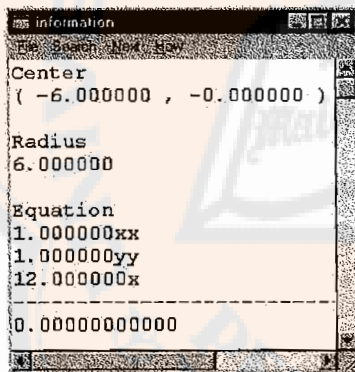 information
File Search Next How
Center
( -6.000000 , -0.000000 )
Radius
6.000000
Equation
1.000000xx
1.000000yy
12.000000x
0.00000000000